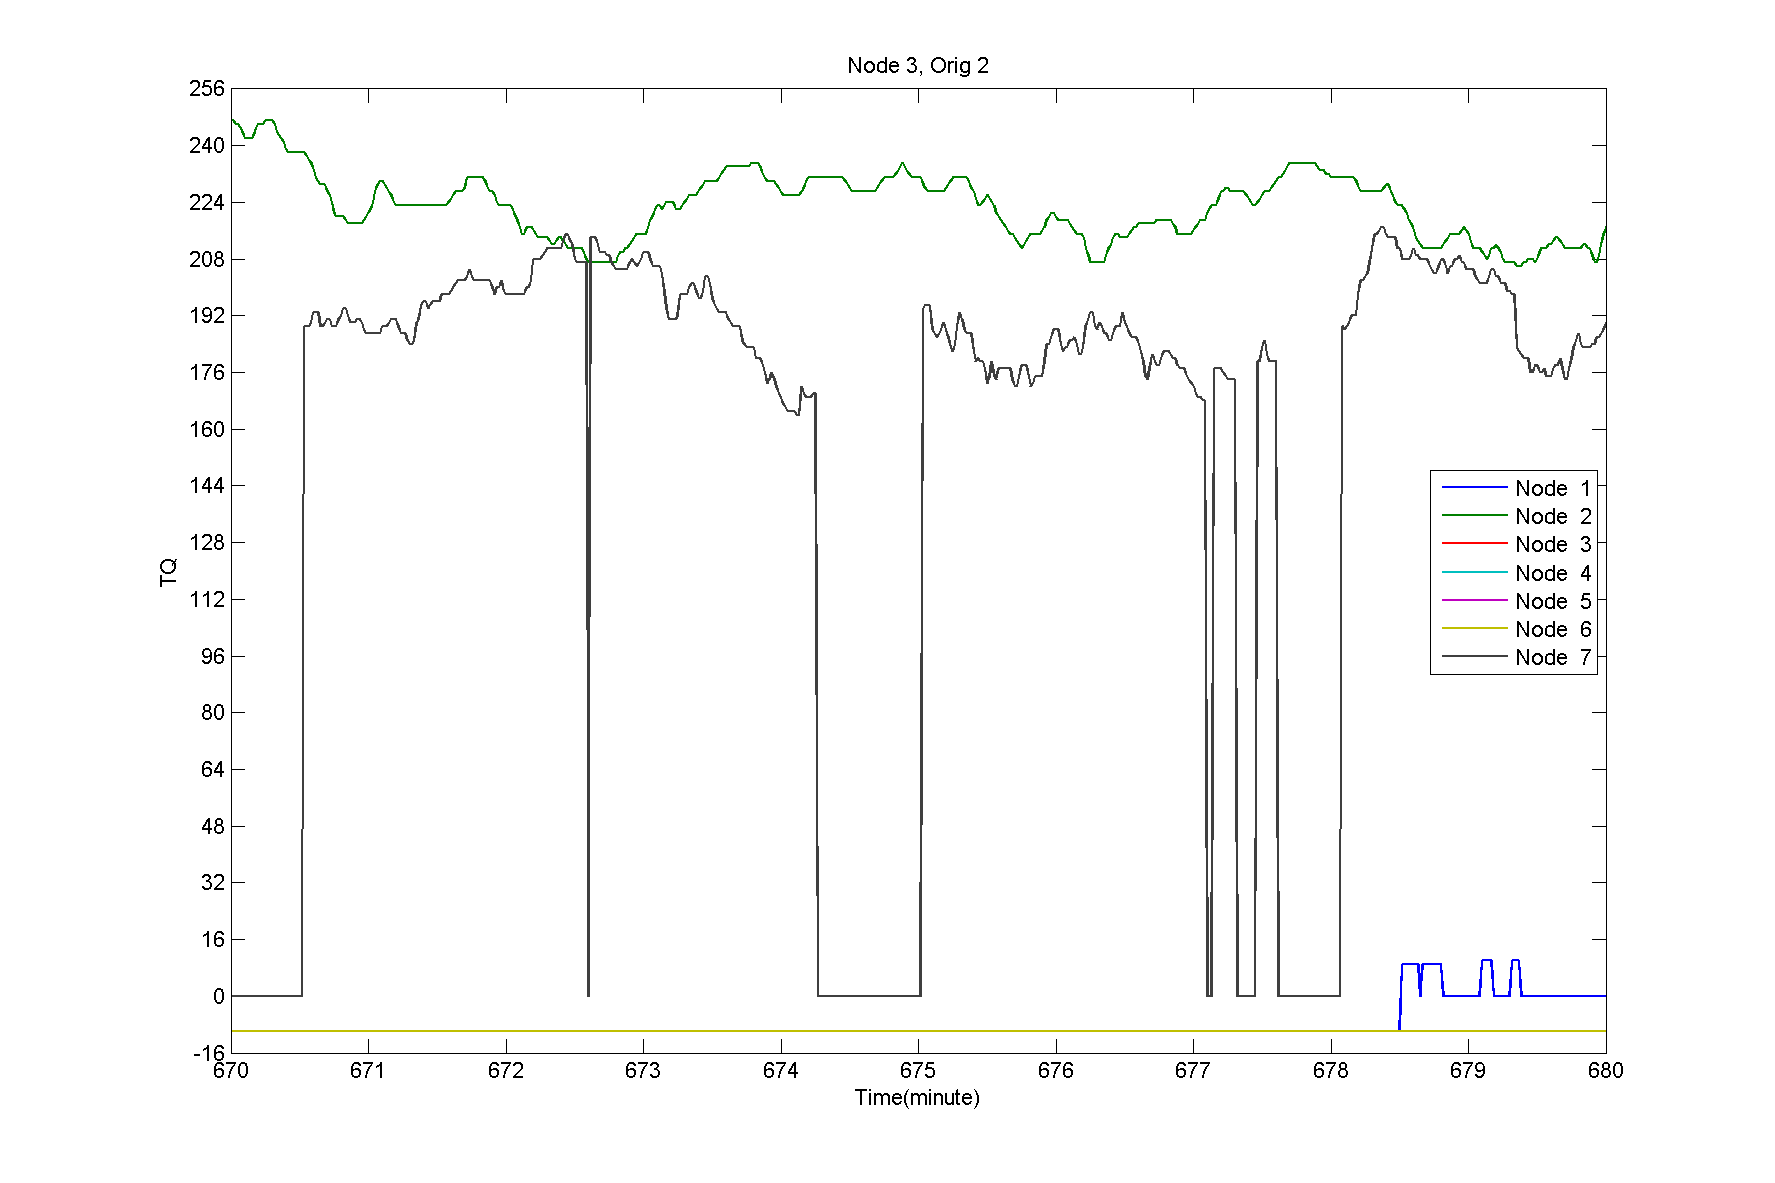 Node 3, Orig 2
256
240
224
208
192
176
160
144
128
112
96
80
64
48
32
16
0
-16
TQ
Node 1
Node 2
Node 3
Node 4
Node 5
Node 6
Node 7
670 671 672 673 674 675 676 677 678 679 680
Time(minute)